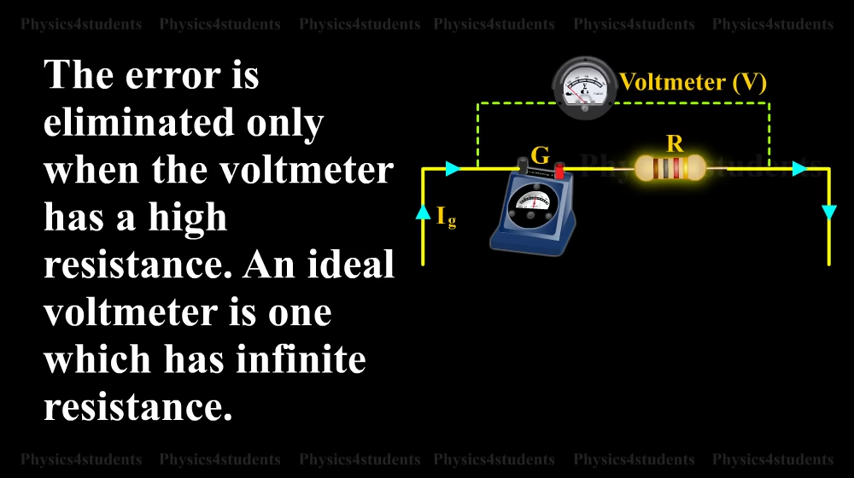 Physics4students Physics4students Physics4students Physics4students Physics4students Physics4students
The error is
eliminated only
when the voltmeter
has a high
resistance. An ideal
voltmeter is one
which has infinite
resistance.
Voltmeter (V)
G
R
Physics4students
Ig
Physics4students Physics4students Physics4students Physics4students Physics4students Physics4students